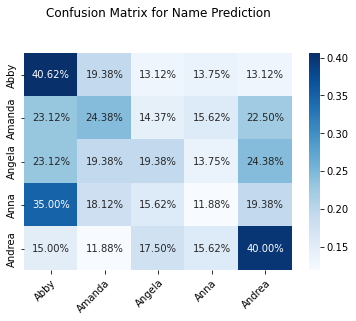 Confusion Matrix for Name Prediction
Abby 40.62% 19.38% 13.12% 13.75% 13.12%
Amanda 23.12% 24.38% 14.37% 15.62% 22.50%
Angela 23.12% 19.38% 19.38% 13.75% 24.38%
Anna 35.00% 18.12% 15.62% 11.88% 19.38%
Andrea 15.00% 11.88% 17.50% 15.62% 40.00%
Abby Amanda Angela Anna Andrea
0.40
0.35
0.30
0.25
0.20
0.15